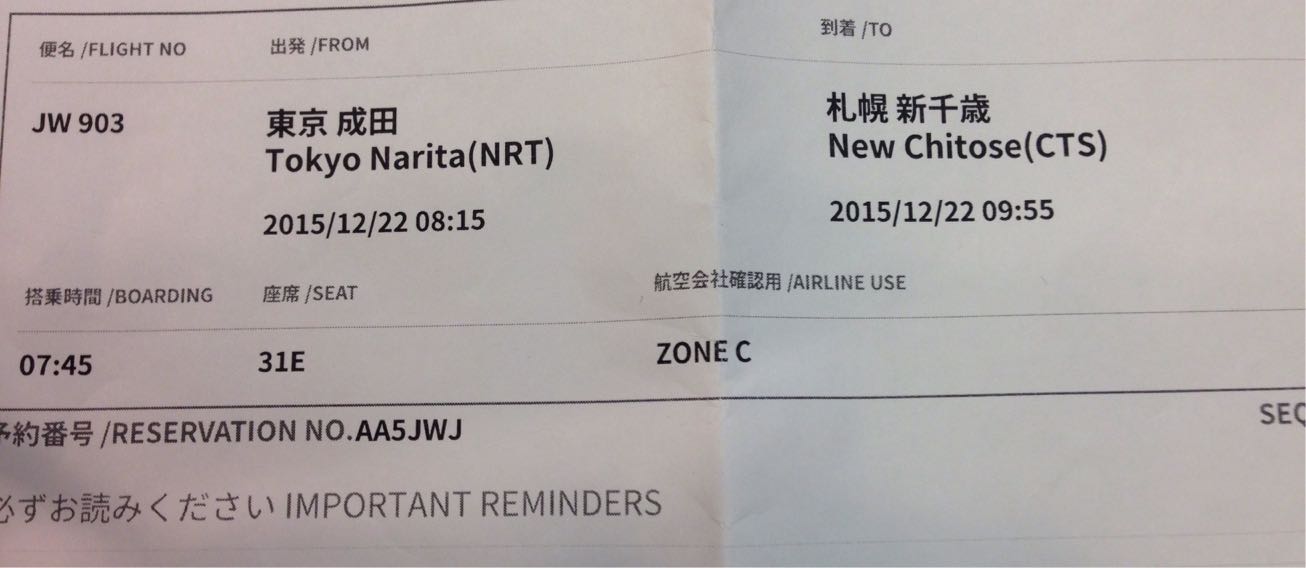 便名 /FLIGHT NO 出発 /FROM 到着 /TO
JW 903 東京 成田 札幌 新千歳
Tokyo Narita(NRT) New Chitose(CTS)
2015/12/22 08:15 2015/12/22 09:55
搭乗時間 /BOARDING 座席 /SEAT 航空会社確認用 /AIRLINE USE
07:45 31E ZONE C
予約番号 /RESERVATION NO.AA5JWJ SEQ
必ずお読みください IMPORTANT REMINDERS